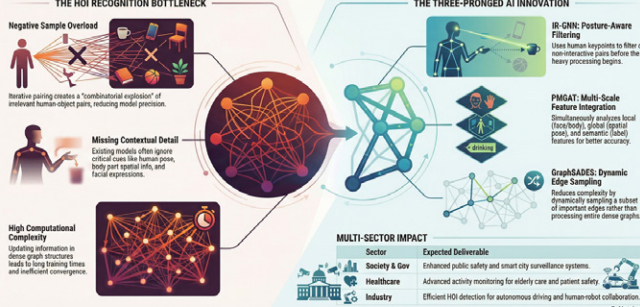 THE HOI RECOGNITION BOTTLENECK
Negative Sample Overload
Iterative pairing creates a "combinatorial explosion" of
irrelevant human-object pairs, reducing model precision.
Missing Contextual Detail
Existing models often ignore
critical cues like human pose,
body part spatial info, and
facial expressions.
High Computational
Complexity
Updating information in
dense graph structures
leads to long training times
and inefficient convergence.
THE THREE-PRONGED AI INNOVATION
IR-GNN: Posture-Aware
Filtering
Uses human keypoints to filter
non-interactive pairs before the
heavy processing begins.
PMGAT: Multi-Scale
Feature Integration
Simultaneously analyzes local
(face/body), global (spatial
pose), and semantic (label)
features for better accuracy.
drinking
GraphSADES: Dynamic
Edge Sampling
Reduces complexity by
dynamically sampling a subset
of important edges rather than
processing entire dense graphs.
MULTI-SECTOR IMPACT
Sector Expected Deliverable
Society & Gov Enhanced public safety and smart city surveillance systems.
Healthcare Advanced activity monitoring for elderly care and patient safety.
Industry Efficient HOI detection for autonomous driving and human-robot collaboration